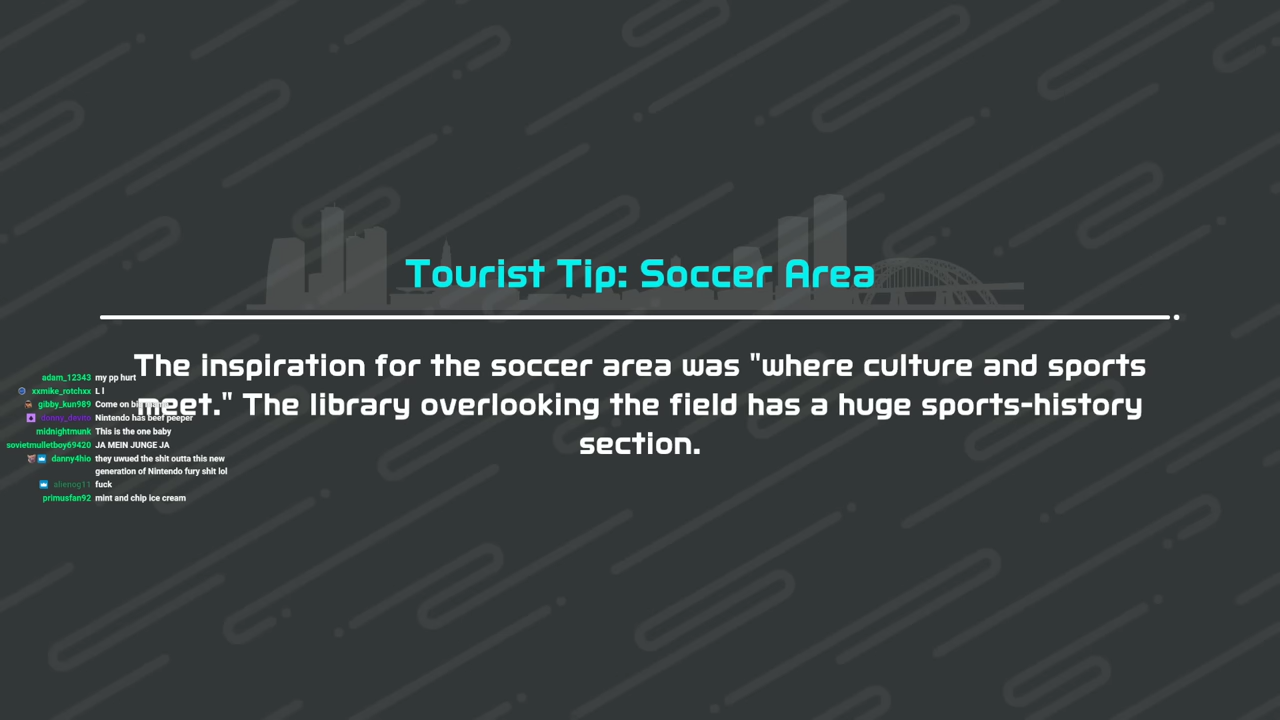 Tourist Tip: Soccer Area
The inspiration for the soccer area was "where culture and sports
meet." The library overlooking the field has a huge sports-history
section.
adam_12343 my pp hurt
xxmike_rotchxx L l
gibby_kun989 Come on big
donny_devito Nintendo has beef peeper
midnightmunk This is the one baby
sovietmulletboy69420 JA MEIN JUNGE JA
danny4hio they uwued the shit outta this new
generation of Nintendo fury shit lol
alienog11 fuck
primusfan92 mint and chip ice cream